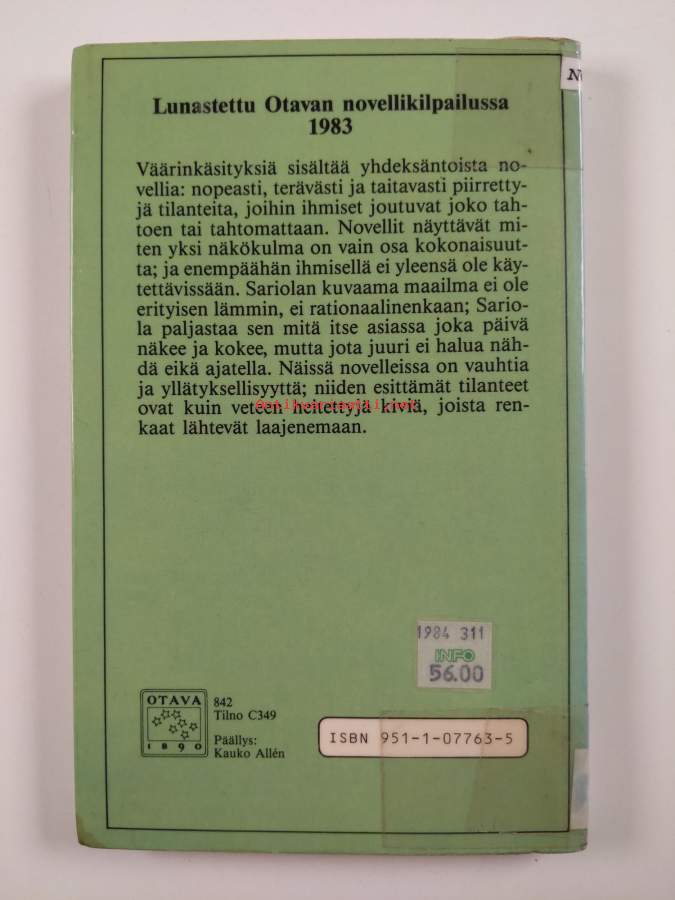 N
Lunastettu Otavan novellikilpailussa
1983
Väärinkäsityksiä sisältää yhdeksäntoista no-
vellia: nopeasti, terävästi ja taitavasti piirretty-
jä tilanteita, joihin ihmiset joutuvat joko tah-
toen tai tahtomattaan. Novellit näyttävät mi-
ten yksi näkökulma on vain osa kokonaisuut-
ta; ja enempäähän ihmisellä ei yleensä ole käy-
tettävissään. Sariolan kuvaama maailma ei ole
erityisen lämmin, ei rationaalinenkaan; Sario-
la paljastaa sen mitä itse asiassa joka päivä
näkee ja kokee, mutta jota juuri ei halua näh-
dä eikä ajatella. Näissä novelleissa on vauhtia
ja yllätyksellisyyttä; niiden esittämät tilanteet
ovat kuin veteen heitettyjä kiviä, joista ren-
kaat lähtevät laajenemaan.
1984 311
INFO
56.00
OTAVA
1890
842
Tilno C349
Päällys:
Kauko Allén
ISBN 951-1-07763-5